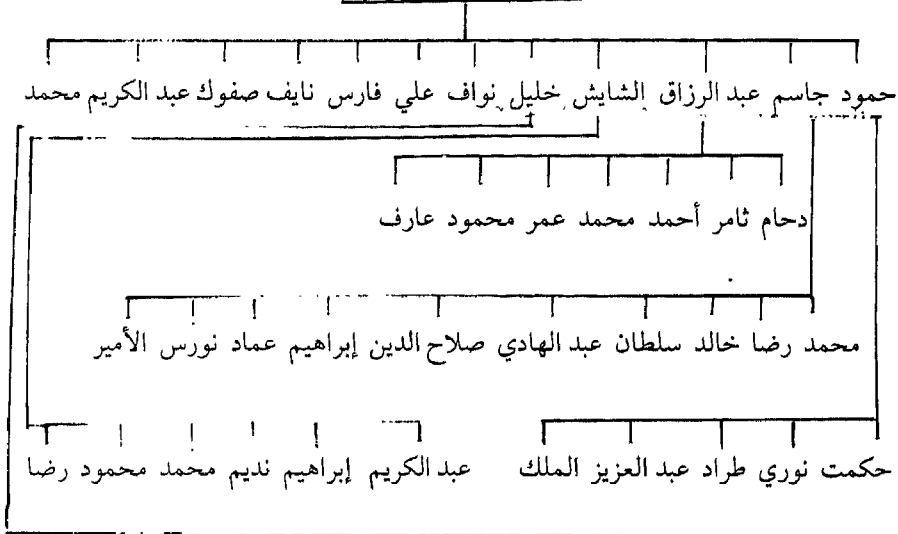 حمود جاسم عبد الرزاق الشايش خليل نواف علي فارس نايف صفوك عبد الكريم محمد
دحام ثامر أحمد محمد عمر محمود عارف
محمد رضا خالد سلطان عبد الهادي صلاح الدين إبراهيم عماد نورس الأمير
حكمت نوري طراد عبد العزيز الملك عبد الكريم إبراهيم نديم محمد محمود رضا